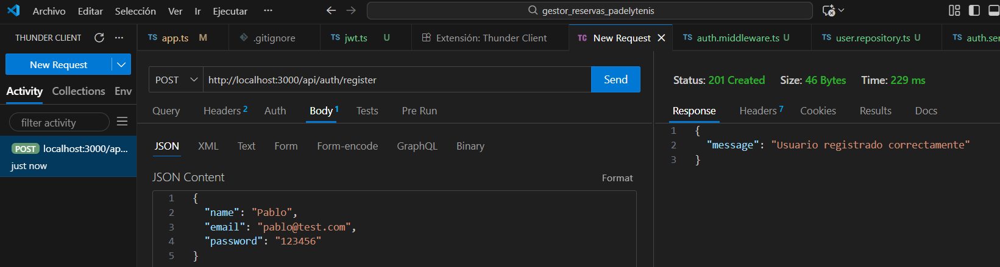 Archivo Editar Selección Ver Ir Ejecutar ··· gestor_reservas_padelytenis
THUNDER CLIENT ···
TS app.ts M .gitignore TS jwt.ts U Extensión: Thunder Client TC New Request TS auth.middleware.ts U TS user.repository.ts U TS auth.ser
New Request
Activity Collections Env
filter activity
POST localhost:3000/ap...
just now
POST http://localhost:3000/api/auth/register Send
Query Headers 2 Auth Body 1 Tests Pre Run
JSON XML Text Form Form-encode GraphQL Binary
JSON Content Format
1 {
2 "name": "Pablo",
3 "email": "pablo@test.com",
4 "password": "123456"
5 }
Status: 201 Created Size: 46 Bytes Time: 229 ms
Response Headers 7 Cookies Results Docs
1 {
2 "message": "Usuario registrado correctamente"
3 }